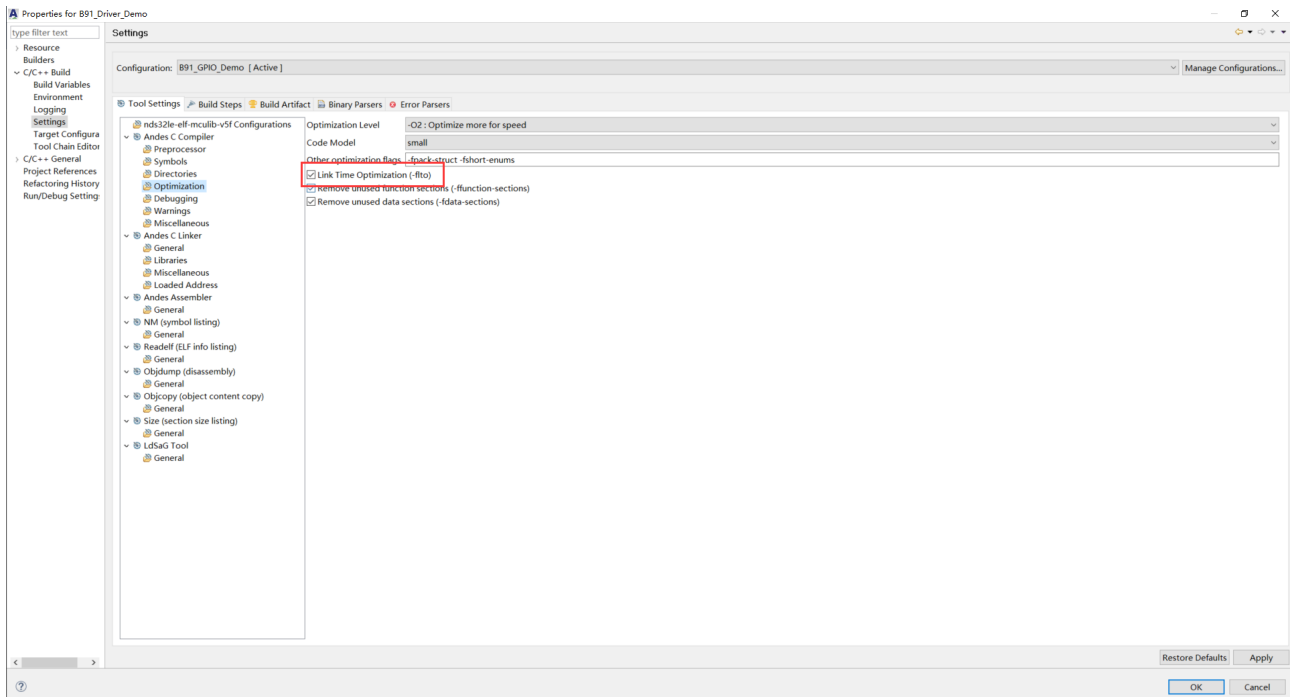 Properties for B91_Driver_Demo
type filter text
Settings
Resource
Builders
C/C++ Build
Build Variables
Environment
Logging
Settings
Target Configura
Tool Chain Editor
C/C++ General
Project References
Refactoring History
Run/Debug Setting
Configuration: B91_GPIO_Demo [ Active ]
Manage Configurations...
Tool Settings Build Steps Build Artifact Binary Parsers Error Parsers
nds32le-elf-mculib-v5f Configurations
Andes C Compiler
Preprocessor
Symbols
Directories
Optimization
Debugging
Warnings
Miscellaneous
Andes C Linker
General
Libraries
Miscellaneous
Loaded Address
Andes Assembler
General
NM (symbol listing)
General
Readelf (ELF info listing)
General
Objdump (disassembly)
General
Objcopy (object content copy)
General
Size (section size listing)
General
LdSaG Tool
General
Optimization Level -O2 : Optimize more for speed
Code Model small
Other optimization flags -fpack-struct -fshort-enums
Link Time Optimization (-flto)
Remove unused function sections (-ffunction-sections)
Remove unused data sections (-fdata-sections)
Restore Defaults Apply
OK Cancel